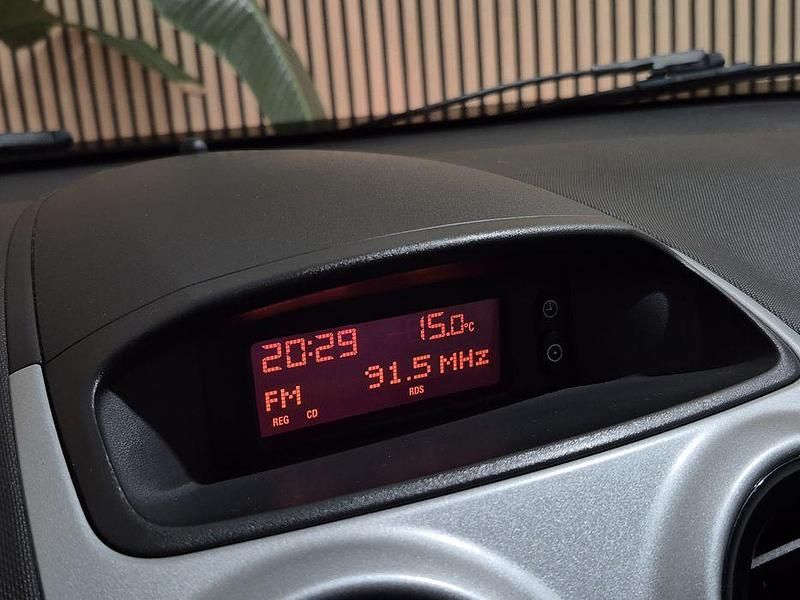 20:29 15.0°C
FM 91.5 MHz
REG CD RDS